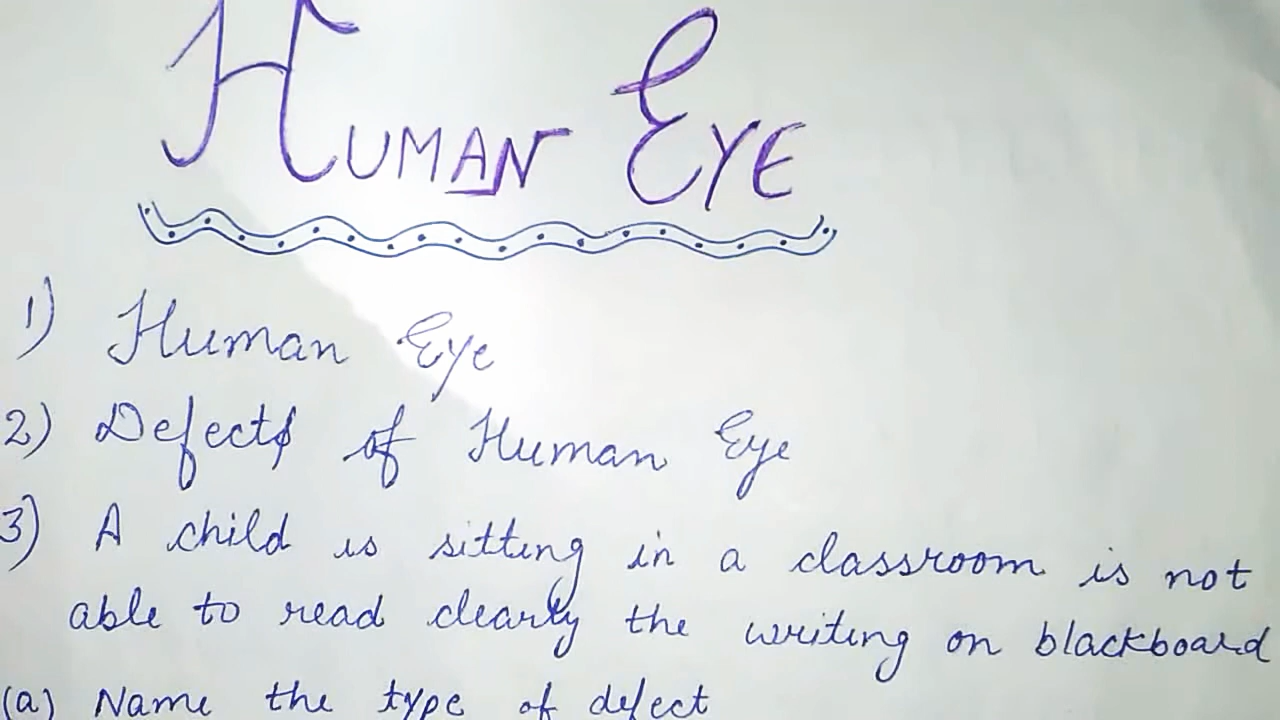 HUMAN EYE
1) Human Eye
2) Defects of Human Eye
3) A child is sitting in a classroom is not
able to read clearly the writing on blackboard
(a) Name the type of defect